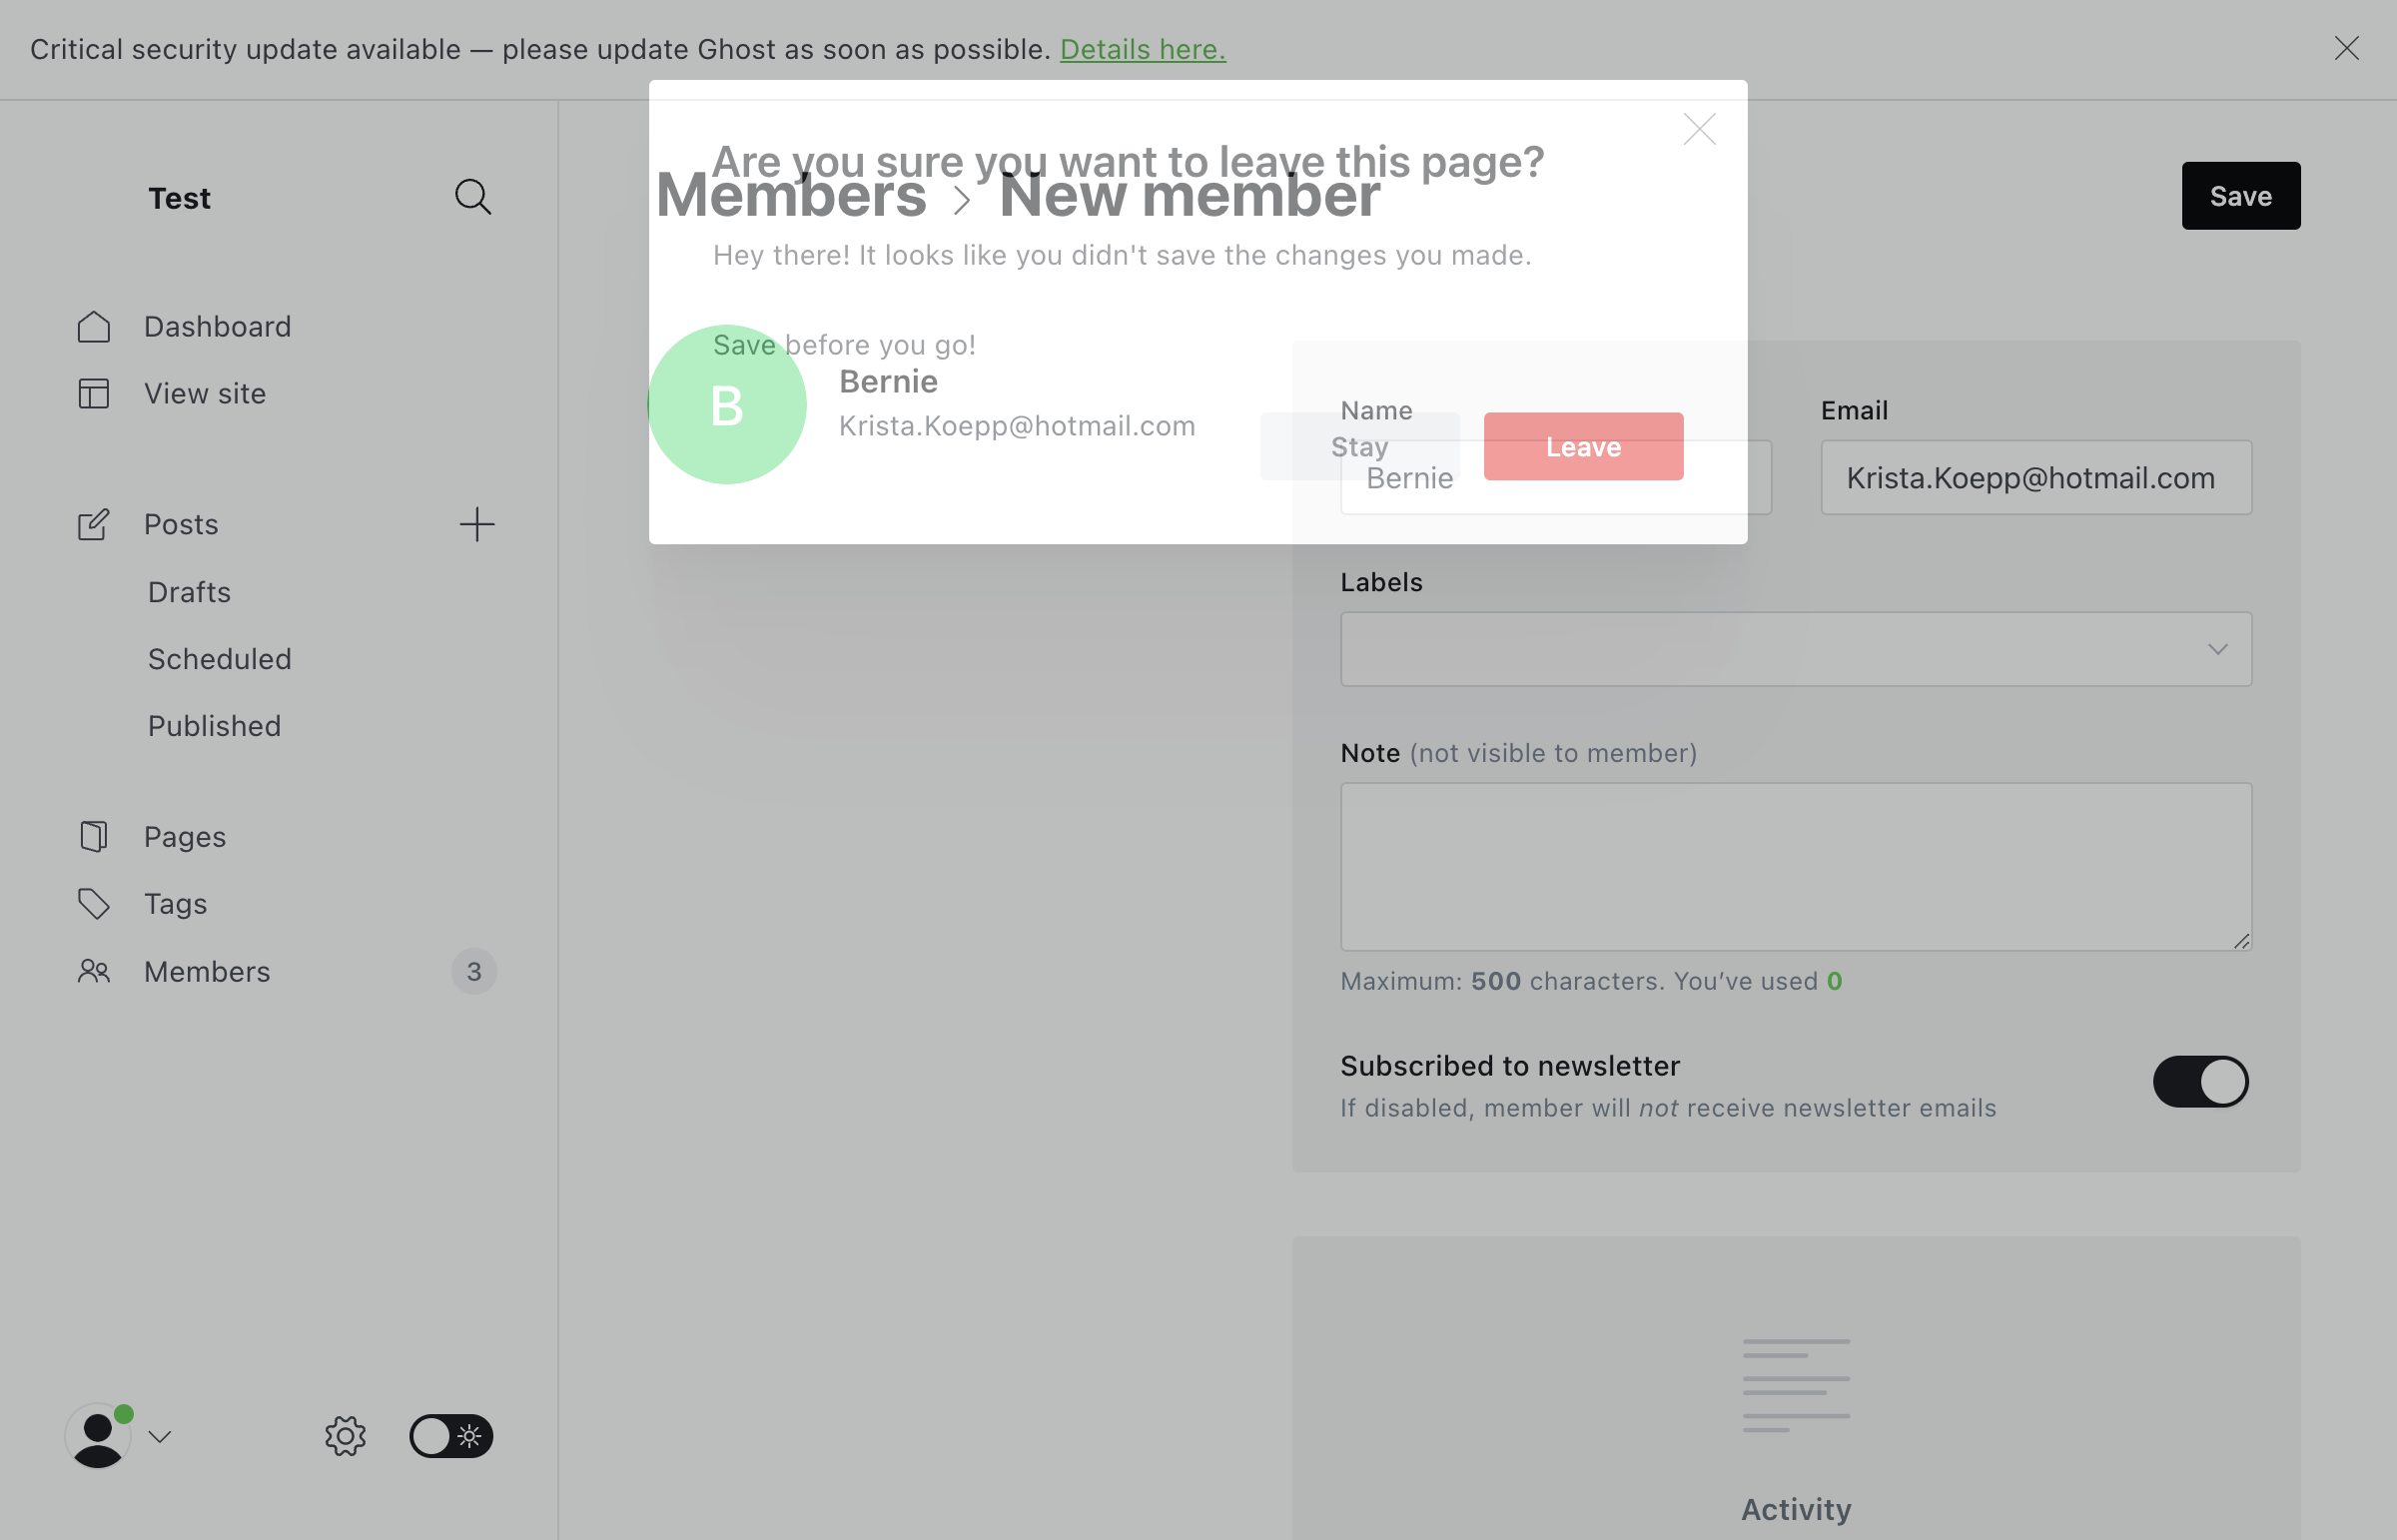 Critical security update available — please update Ghost as soon as possible. Details here.
Test
Dashboard
View site
Posts
Drafts
Scheduled
Published
Pages
Tags
Members 3
Are you sure you want to leave this page?
Members > New member
Save
Hey there! It looks like you didn't save the changes you made.
Save before you go!
B
Bernie
Krista.Koepp@hotmail.com
Stay
Leave
Name
Bernie
Email
Krista.Koepp@hotmail.com
Labels
Note (not visible to member)
Maximum: 500 characters. You’ve used 0
Subscribed to newsletter
If disabled, member will not receive newsletter emails
Activity